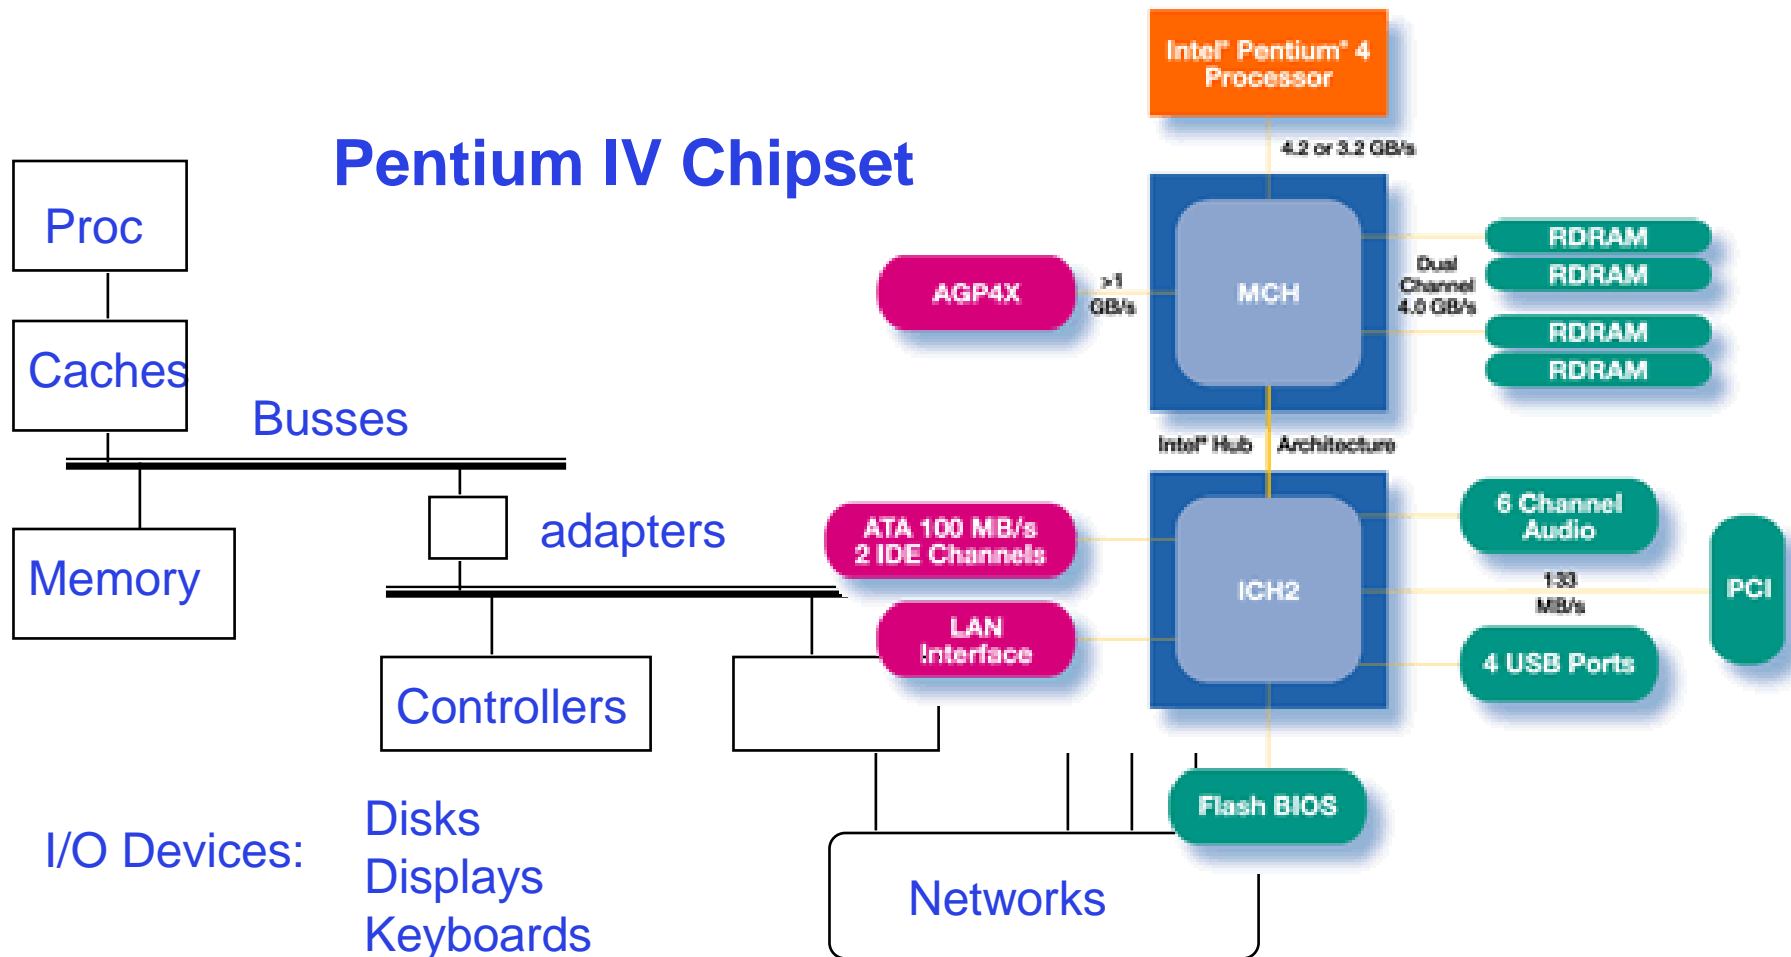 Pentium IV Chipset
Proc
Caches
Busses
Memory
adapters
Controllers
I/O Devices:
Disks
Displays
Keyboards
Networks
Intel® Pentium® 4
Processor
4.2 or 3.2 GB/s
AGP4X
>1
GB/s
MCH
Dual
Channel
4.0 GB/s
RDRAM
RDRAM
RDRAM
RDRAM
Intel® Hub Architecture
ATA 100 MB/s
2 IDE Channels
LAN
Interface
ICH2
6 Channel
Audio
133
MB/s
PCI
4 USB Ports
Flash BIOS